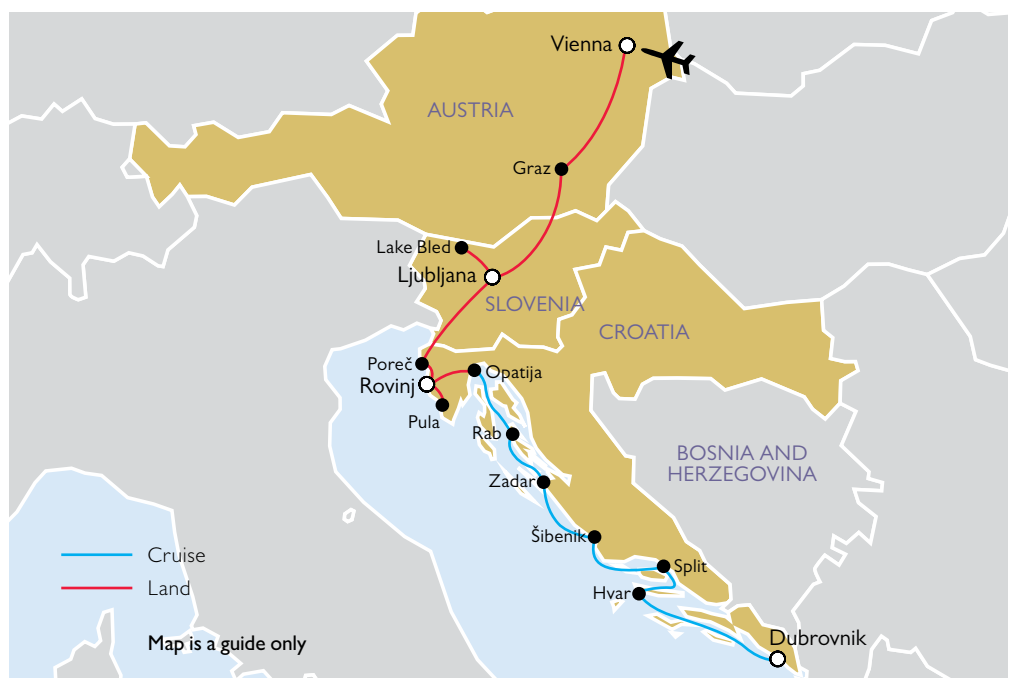 Vienna
AUSTRIA
Graz
Lake Bled
Ljubljana
SLOVENIA
CROATIA
Poreč
Rovinj
Opatija
Pula
Rab
BOSNIA AND
HERZEGOVINA
Zadar
Šibenik
Split
Hvar
Dubrovnik
Cruise
Land
Map is a guide only